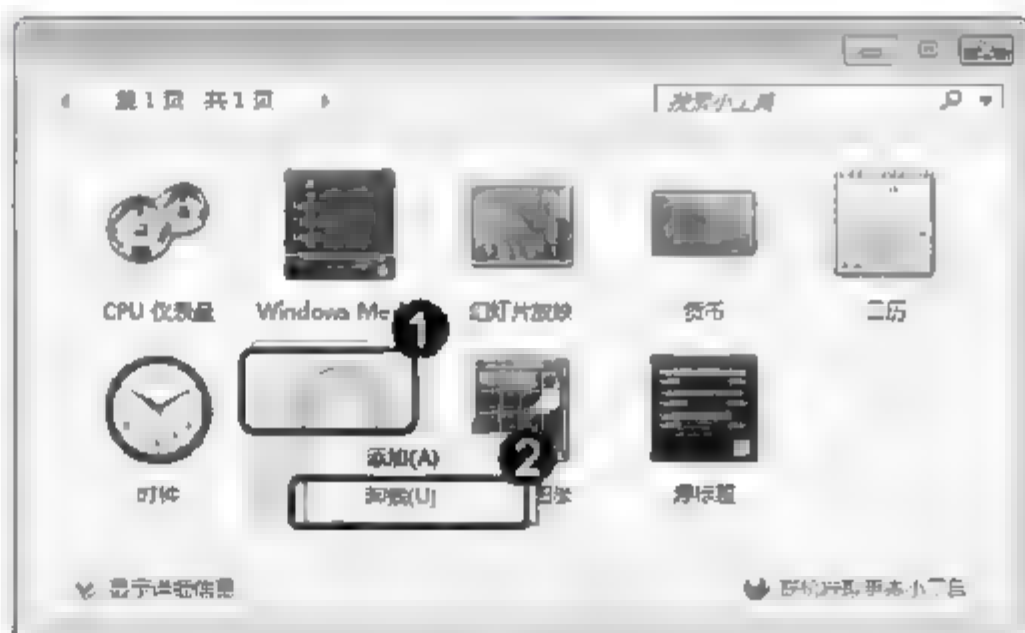 第 1 页 共 1 页
搜索小工具
CPU 仪表盘
Windows Me
幻灯片放映
货币
日历
1
时钟
添加(A)
2
卸载(U)
源标题
显示详细信息
联机获取更多小工具